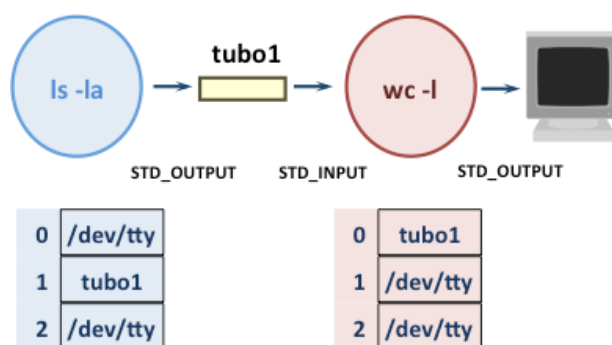 tubo1
ls -la
wc -l
STD_OUTPUT STD_INPUT STD_OUTPUT
0 /dev/tty
1 tubo1
2 /dev/tty
0 tubo1
1 /dev/tty
2 /dev/tty